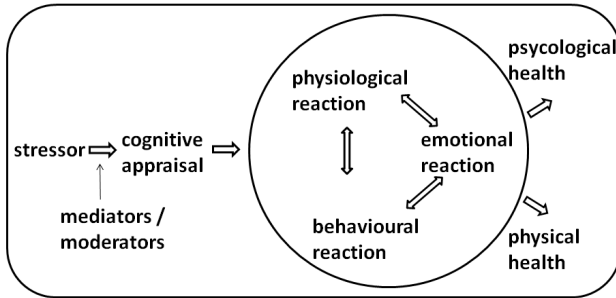 psycological
health
physiological
reaction
cognitive
appraisal
stressor
emotional
reaction
mediators /
moderators
behavioural
reaction
physical
health